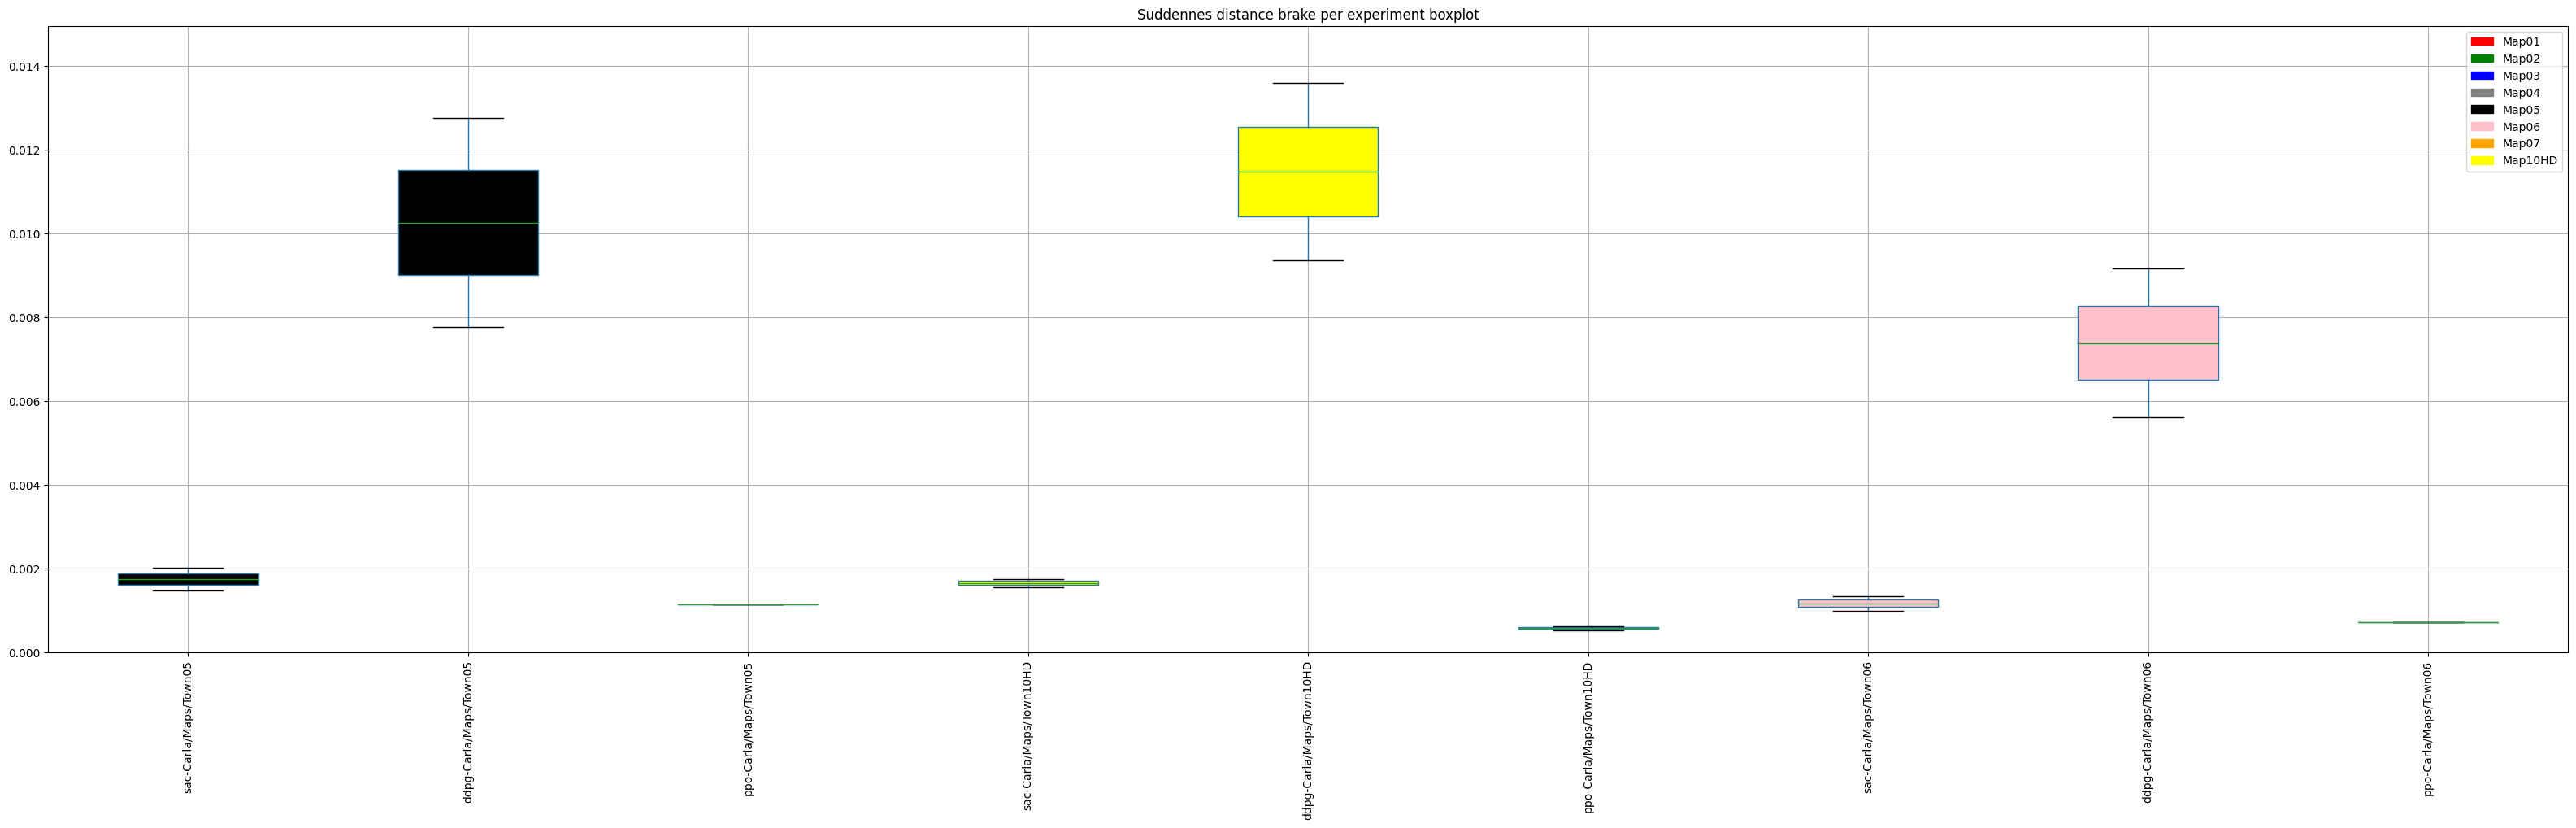 Suddennes distance brake per experiment boxplot
0.014
0.012
0.010
0.008
0.006
0.004
0.002
0.000
Map01
Map02
Map03
Map04
Map05
Map06
Map07
Map10HD
sac-Carla/Maps/Town05
ddpg-Carla/Maps/Town05
ppo-Carla/Maps/Town05
sac-Carla/Maps/Town10HD
ddpg-Carla/Maps/Town10HD
ppo-Carla/Maps/Town10HD
sac-Carla/Maps/Town06
ddpg-Carla/Maps/Town06
ppo-Carla/Maps/Town06